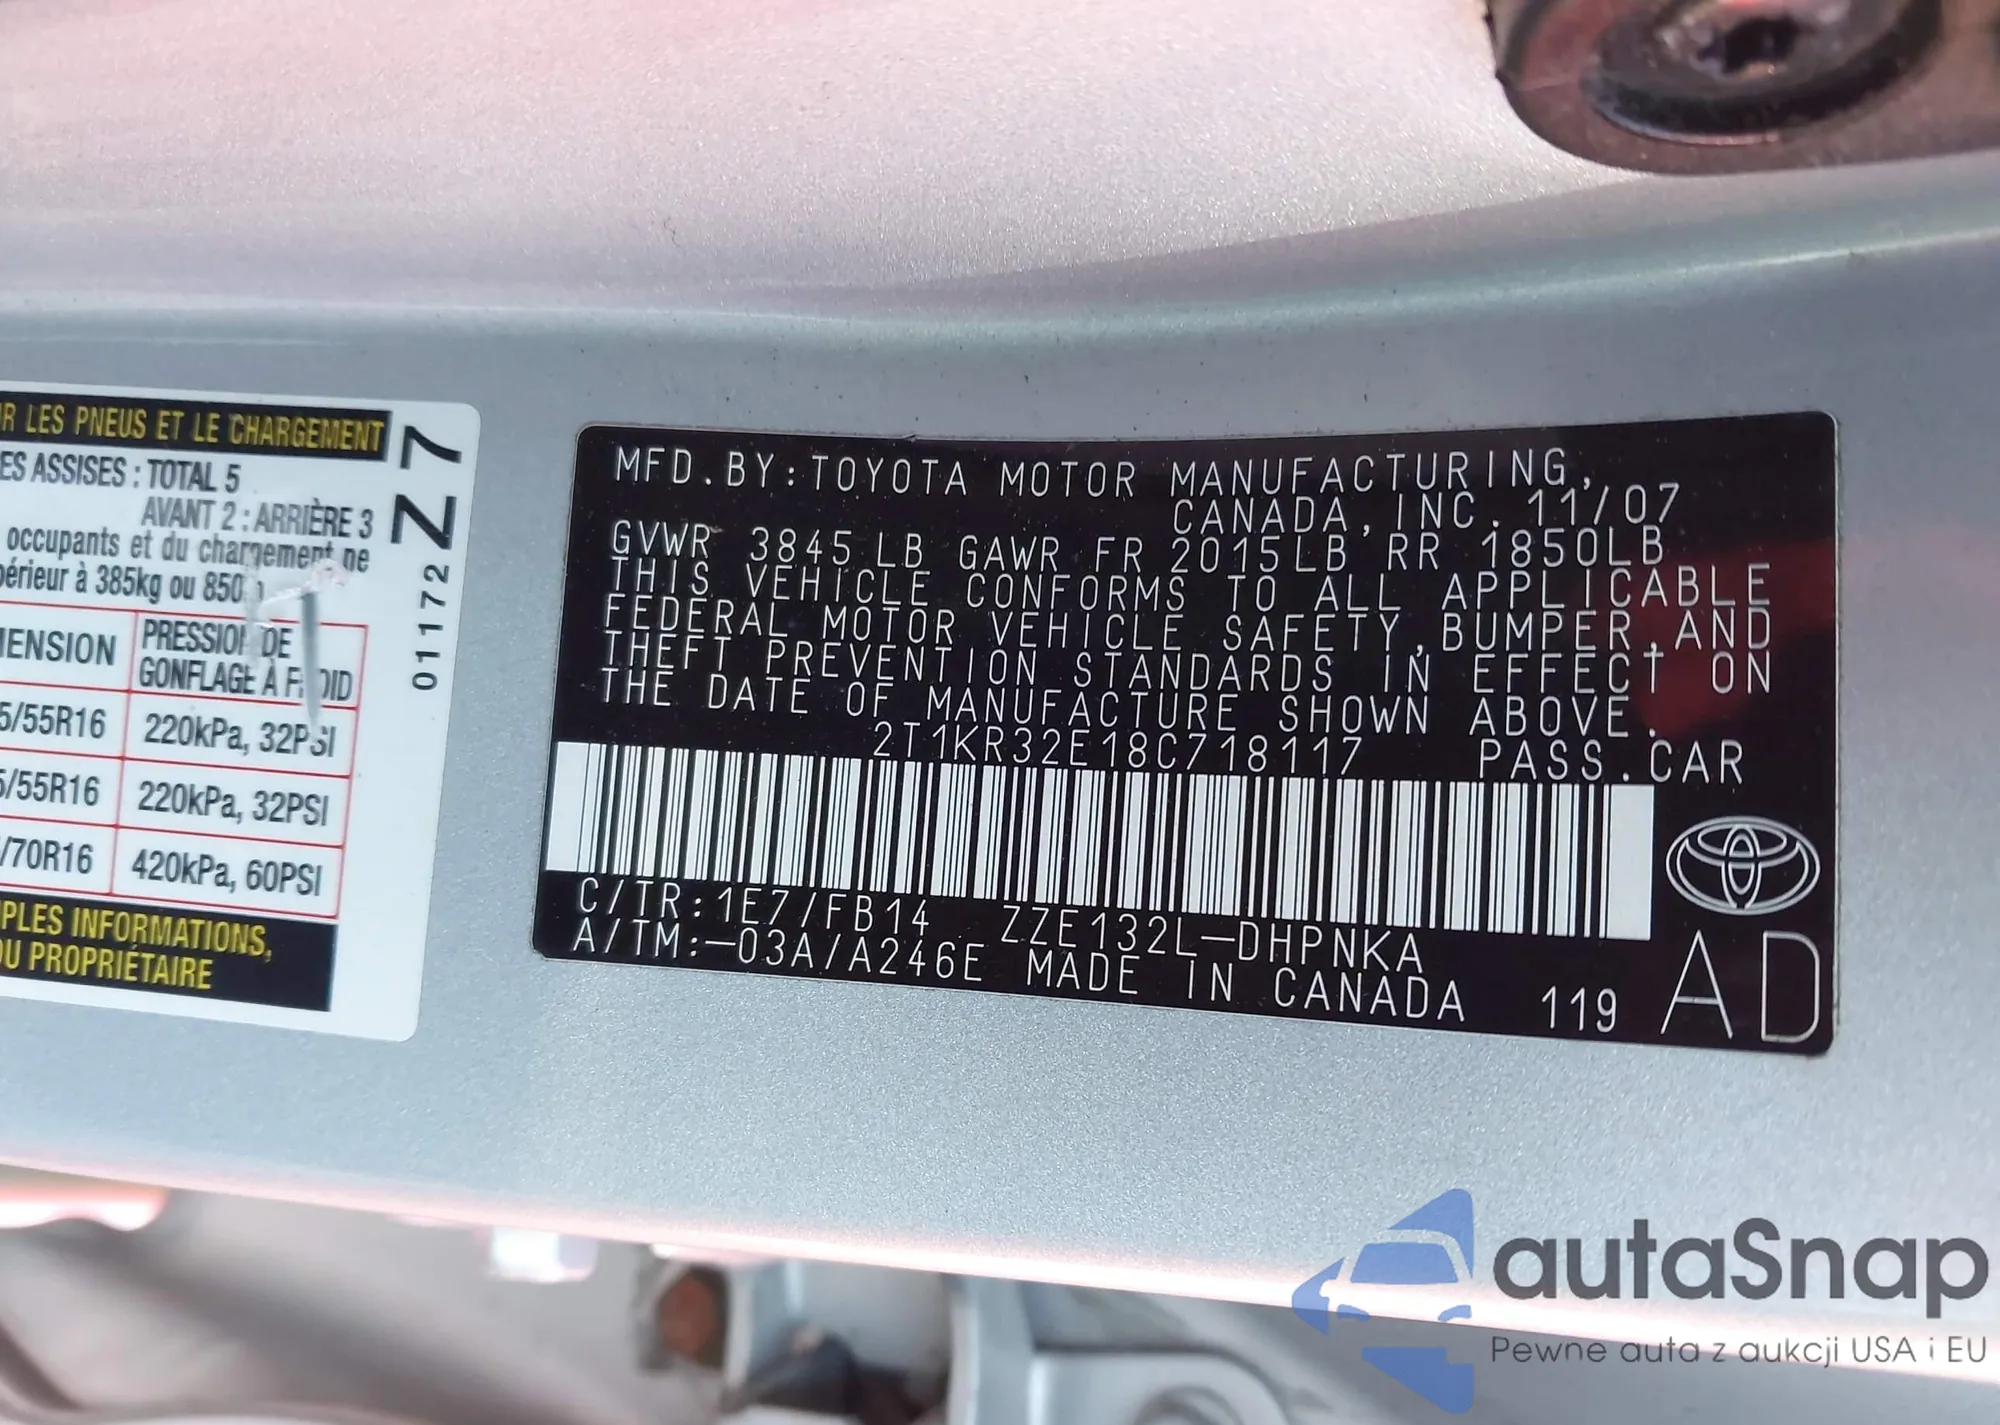 R LES PNEUS ET LE CHARGEMENT
ES ASSISES : TOTAL 5
AVANT 2 : ARRIÈRE 3
occupants et du chargement ne
périeur à 385kg ou 850
PRESSION DE
MENSION
GONFLAGE À FROID
5/55R16 220kPa, 32PSI
5/55R16 220kPa, 32PSI
/70R16 420kPa, 60PSI
PLES INFORMATIONS,
DU PROPRIÉTAIRE
01172 Z7
MFD.BY:TOYOTA MOTOR MANUFACTURING,
CANADA,INC. 11/07
GVWR 3845LB GAWR FR 2015LB RR 1850LB
THIS VEHICLE CONFORMS TO ALL APPLICABLE
FEDERAL MOTOR VEHICLE SAFETY,BUMPER,AND
THEFT PREVENTION STANDARDS IN EFFECT ON
THE DATE OF MANUFACTURE SHOWN ABOVE.
2T1KR32E18C718117 PASS.CAR
C/TR:1E7/FB14 ZZE132L-DHPNKA
A/TM:-03A/A246E MADE IN CANADA 119
AD
autaSnap
Pewne auta z aukcji USA i EU